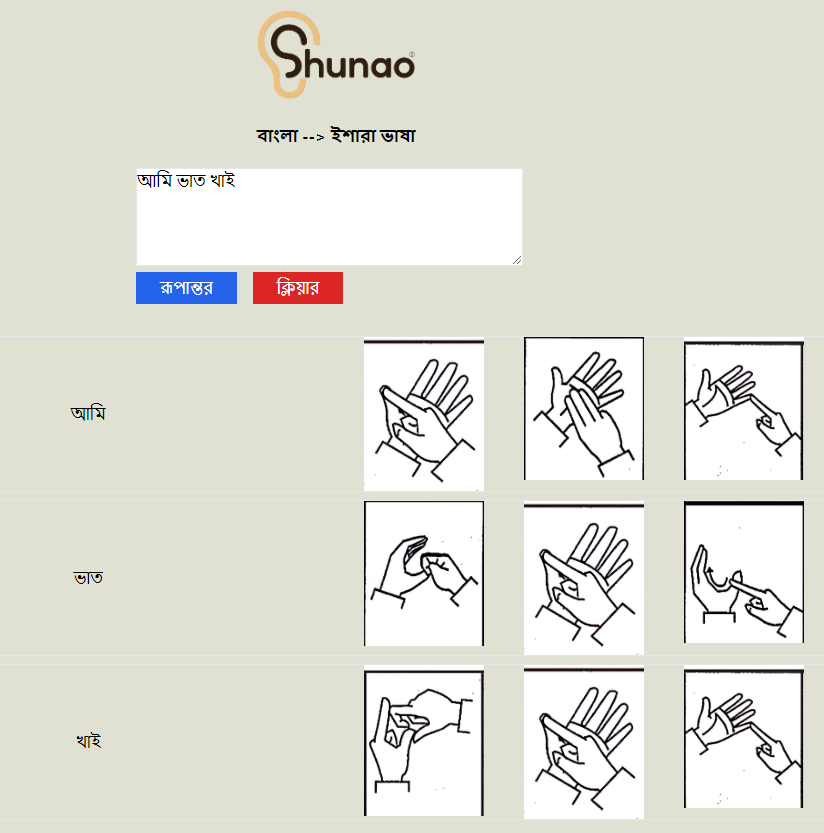 Shunao®
বাংলা --> ইশারা ভাষা
আমি ভাত খাই
রূপান্তর ক্লিয়ার
আমি
ভাত
খাই